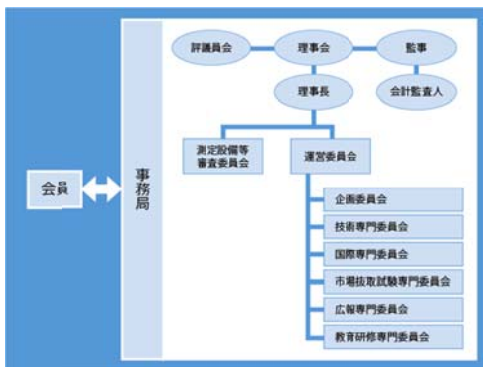 評議員会
理事会
監事
理事長
会計監査人
測定設備等
審査委員会
運営委員会
会員
事務局
企画委員会
技術専門委員会
国際専門委員会
市場抜取試験専門委員会
広報専門委員会
教育研修専門委員会